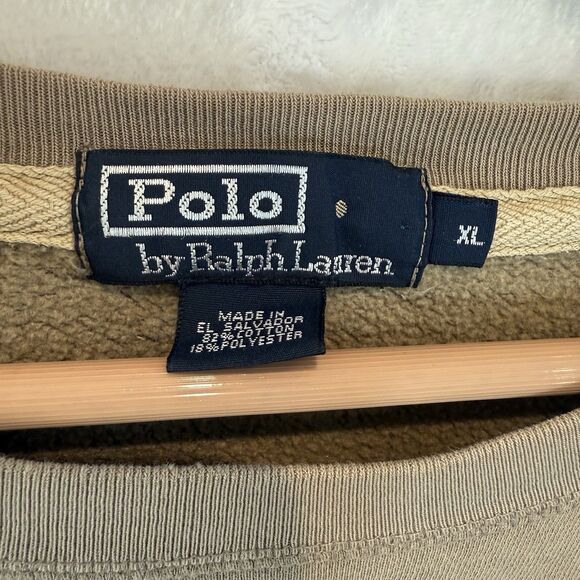 Polo
by Ralph Lauren
XL
MADE IN
EL SALVADOR
82% COTTON
18% POLYESTER